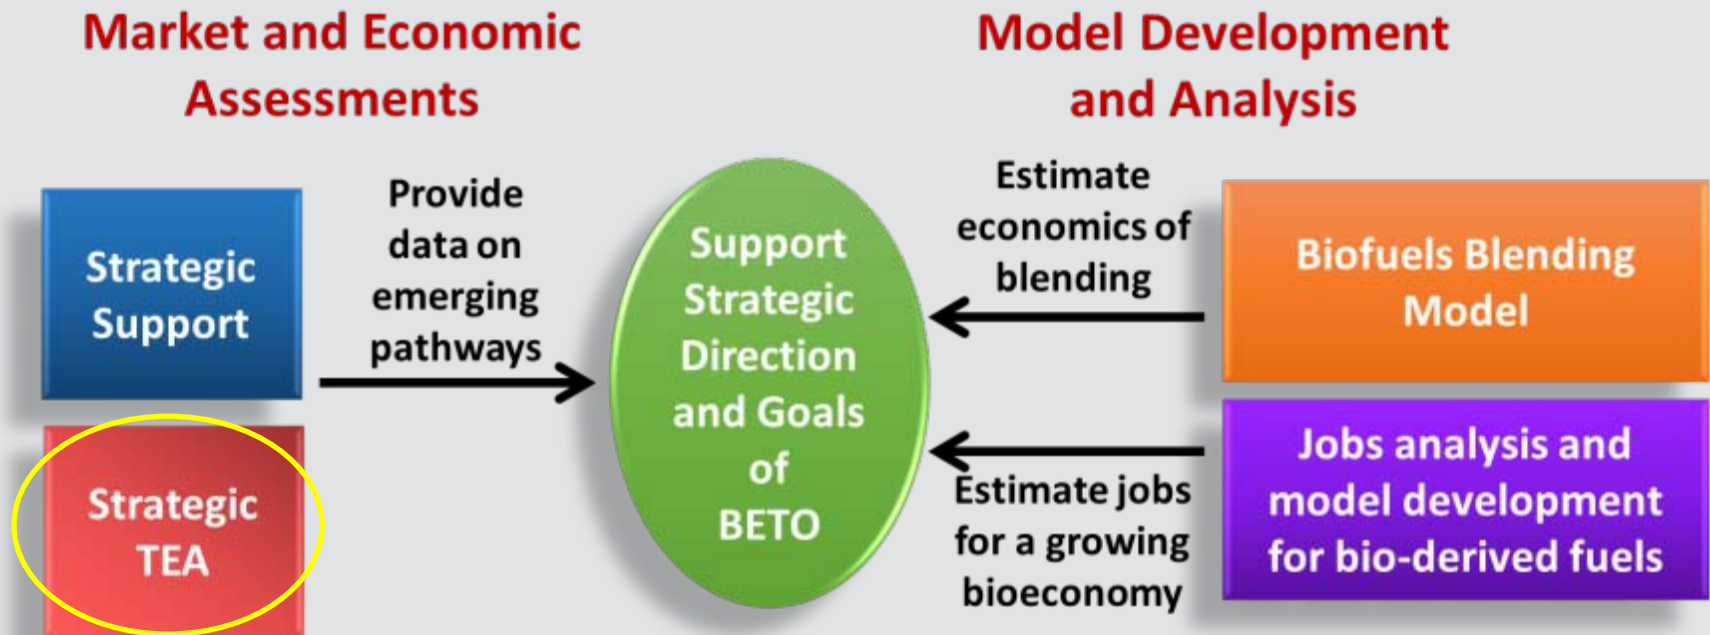 Market and Economic
Assessments
Model Development
and Analysis
Strategic
Support
Strategic
TEA
Provide
data on
emerging
pathways
Support
Strategic
Direction
and Goals
of
BETO
Estimate
economics of
blending
Estimate jobs
for a growing
bioeconomy
Biofuels Blending
Model
Jobs analysis and
model development
for bio-derived fuels